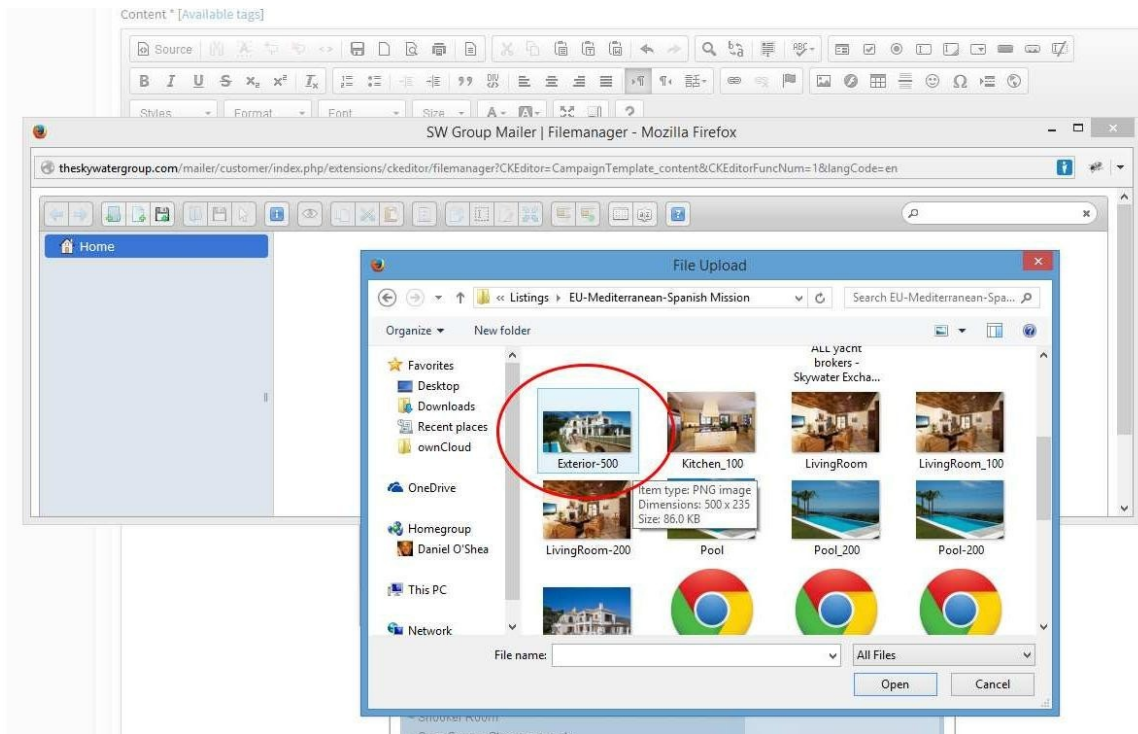 Content * [Available tags]
Source
Styles Format Font Size A A ?
SW Group Mailer | Filemanager - Mozilla Firefox
theskywatergroup.com/mailer/customer/index.php/extensions/ckeditor/filemanager?CKEditor=CampaignTemplate_content&CKEditorFuncNum=1&langCode=en
Home
File Upload
« Listings EU-Mediterranean-Spanish Mission
Search EU-Mediterranean-Spa...
Organize New folder
Favorites
Desktop
Downloads
Recent places
ownCloud
OneDrive
Homegroup
Daniel O'Shea
This PC
Network
ALL yacht
brokers -
Skywater Excha...
Exterior-500 Kitchen_100 LivingRoom LivingRoom_100
Item type: PNG image
Dimensions: 500 x 235
Size: 86.0 KB
LivingRoom-200 Pool Pool_200 Pool-200
File name: All Files
Open Cancel
~ Snooker Room